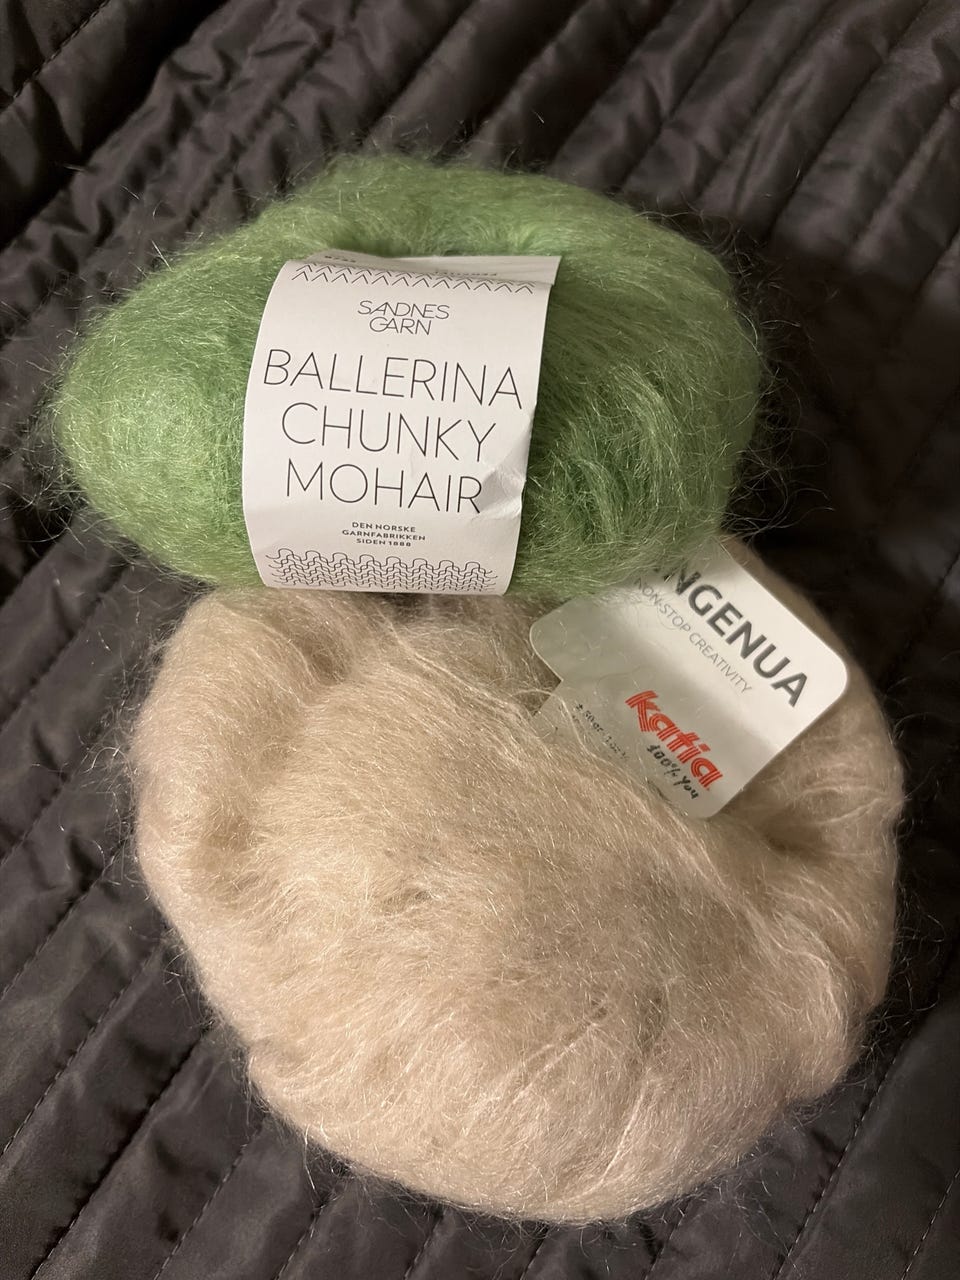 SANDNES
GARN
BALLERINA
CHUNKY
MOHAIR
DEN NORSKE
GARNFABRIKKEN
SIDEN 1888
NGENUA
NON-STOP CREATIVITY
katia
100% You